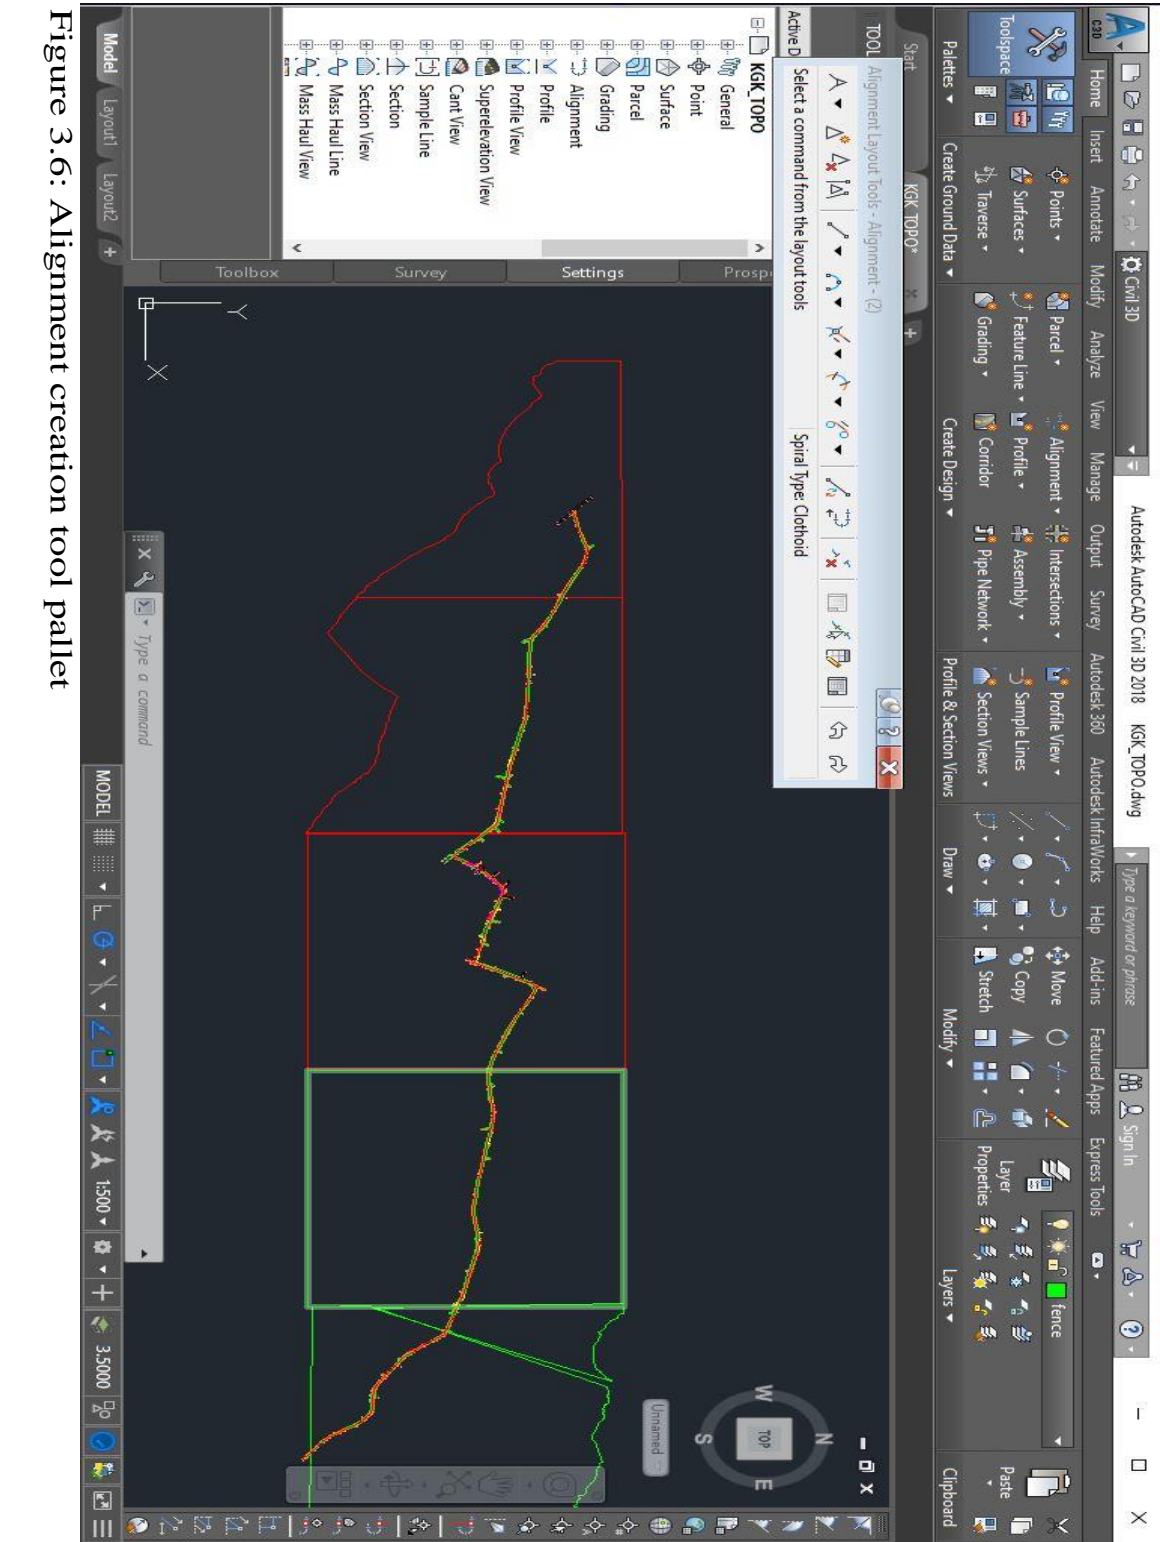 C3D
Civil 3D
Autodesk AutoCAD Civil 3D 2018 KGK_TOPO.dwg
Type a keyword or phrase
Sign In
Home Insert Annotate Modify Analyze View Manage Output Survey Autodesk 360 Autodesk InfraWorks Help Add-ins Featured Apps Express Tools
Toolspace
Points
Surfaces
Traverse
Parcel
Feature Line
Grading
Alignment
Profile
Corridor
Intersections
Assembly
Pipe Network
Profile View
Sample Lines
Section Views
Move
Copy
Stretch
Layer
Properties
fence
Paste
Palettes Create Ground Data Create Design Profile & Section Views Draw Modify Layers Clipboard
Start KGK_TOPO*
TOOL
Alignment Layout Tools - Alignment - (2)
Select a command from the layout tools Spiral Type: Clothoid
Active D
KGK_TOPO
General
Point
Surface
Parcel
Grading
Alignment
Profile
Profile View
Superelevation View
Cant View
Sample Line
Section
Section View
Mass Haul Line
Mass Haul View
Prosp
Settings
Survey
Toolbox
N
W TOP E
S
Unnamed
Y
X
Type a command
Model Layout1 Layout2 +
MODEL 1:500 3.5000
Figure 3.6: Alignment creation tool pallet